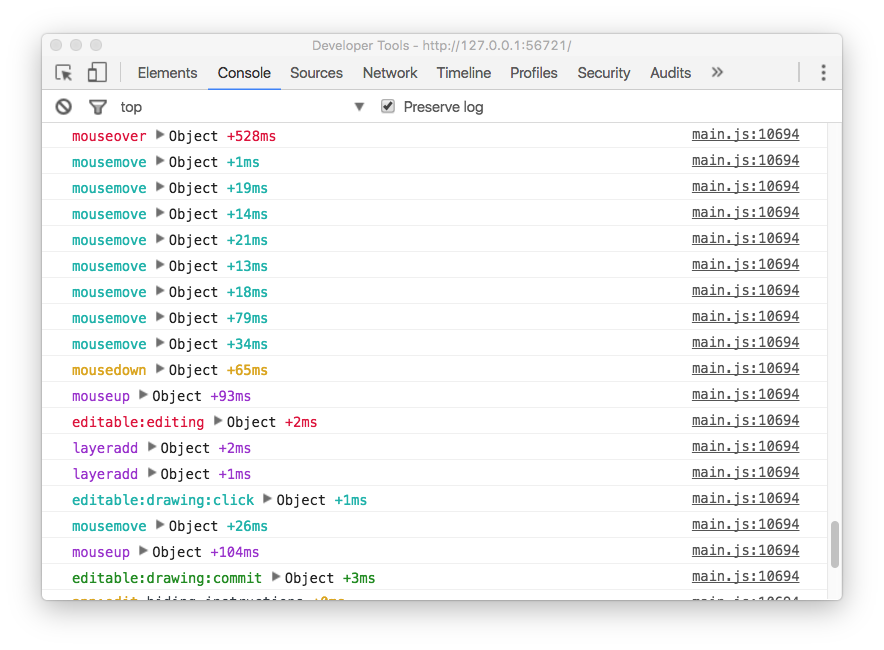 Developer Tools - http://127.0.0.1:56721/
Elements Console Sources Network Timeline Profiles Security Audits »
top ▼ Preserve log
mouseover ▶ Object +528ms main.js:10694
mousemove ▶ Object +1ms main.js:10694
mousemove ▶ Object +19ms main.js:10694
mousemove ▶ Object +14ms main.js:10694
mousemove ▶ Object +21ms main.js:10694
mousemove ▶ Object +13ms main.js:10694
mousemove ▶ Object +18ms main.js:10694
mousemove ▶ Object +79ms main.js:10694
mousemove ▶ Object +34ms main.js:10694
mousedown ▶ Object +65ms main.js:10694
mouseup ▶ Object +93ms main.js:10694
editable:editing ▶ Object +2ms main.js:10694
layeradd ▶ Object +2ms main.js:10694
layeradd ▶ Object +1ms main.js:10694
editable:drawing:click ▶ Object +1ms main.js:10694
mousemove ▶ Object +26ms main.js:10694
mouseup ▶ Object +104ms main.js:10694
editable:drawing:commit ▶ Object +3ms main.js:10694
hiding instructions +0ms main.js:10694